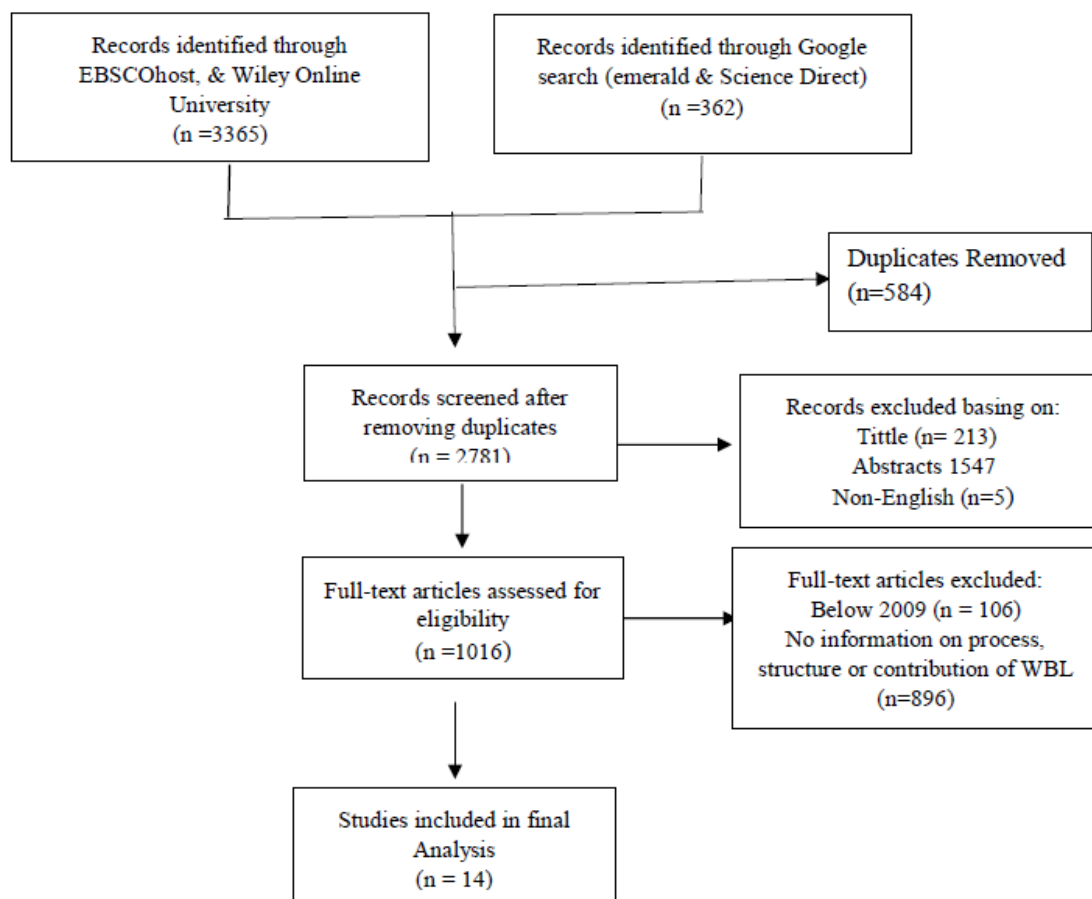 Records identified through
EBSCOhost, & Wiley Online
University
(n =3365)
Records identified through Google
search (emerald & Science Direct)
(n =362)
Duplicates Removed
(n=584)
Records screened after
removing duplicates
(n = 2781)
Records excluded basing on:
Tittle (n= 213)
Abstracts 1547
Non-English (n=5)
Full-text articles assessed for
eligibility
(n =1016)
Full-text articles excluded:
Below 2009 (n = 106)
No information on process,
structure or contribution of WBL
(n=896)
Studies included in final
Analysis
(n = 14)